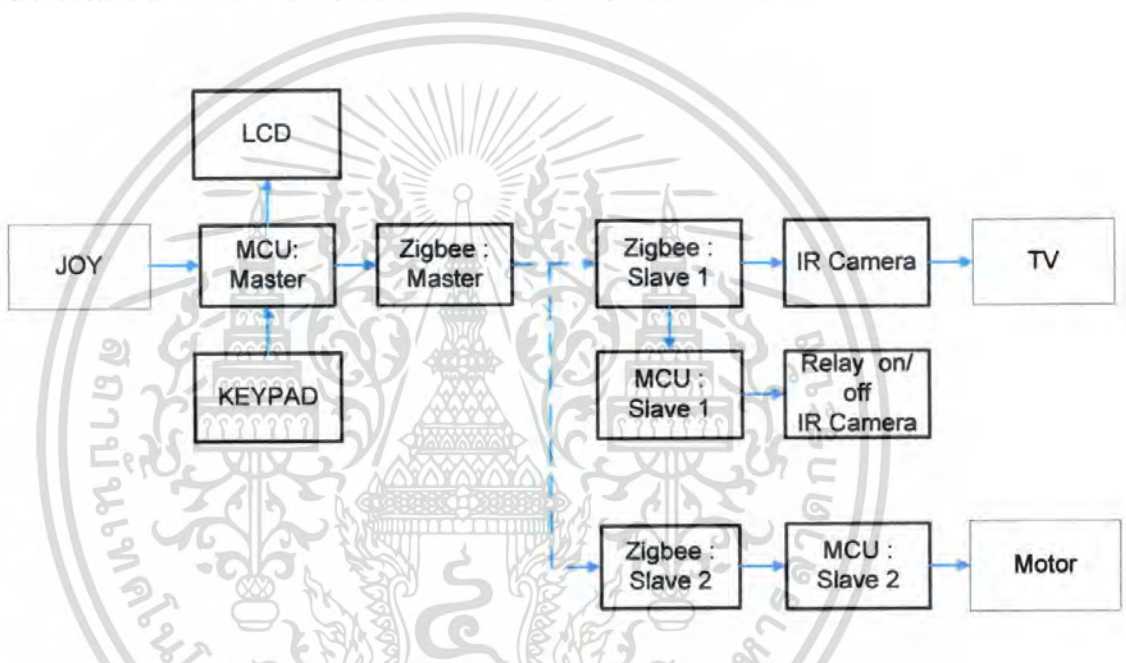 LCD
JOY
MCU:
Master
Zigbee :
Master
Zigbee :
Slave 1
IR Camera
TV
KEYPAD
MCU :
Slave 1
Relay on/
off
IR Camera
Zigbee :
Slave 2
MCU :
Slave 2
Motor